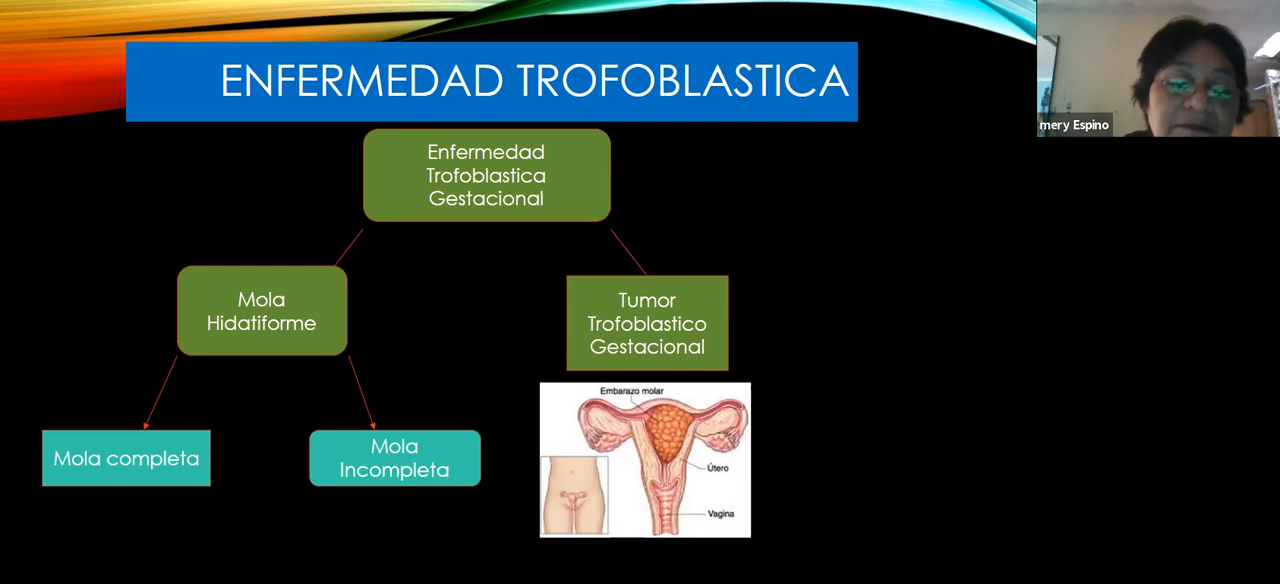 ENFERMEDAD TROFOBLASTICA
mery Espino
Enfermedad
Trofoblastica
Gestacional
Mola
Hidatiforme
Tumor
Trofoblastico
Gestacional
Mola completa
Mola
Incompleta
Embarazo molar
Útero
Vagina